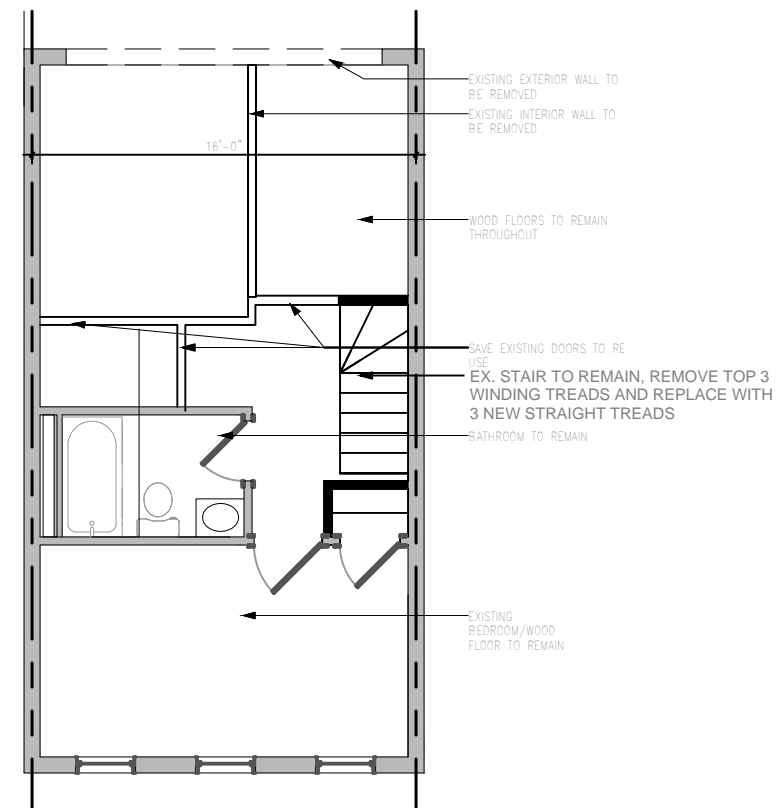 EXISTING EXTERIOR WALL TO
BE REMOVED
EXISTING INTERIOR WALL TO
BE REMOVED
16'-0"
WOOD FLOORS TO REMAIN
THROUGHOUT
SAVE EXISTING DOORS TO RE
USE
EX. STAIR TO REMAIN, REMOVE TOP 3
WINDING TREADS AND REPLACE WITH
3 NEW STRAIGHT TREADS
BATHROOM TO REMAIN
EXISTING
BEDROOM/WOOD
FLOOR TO REMAIN